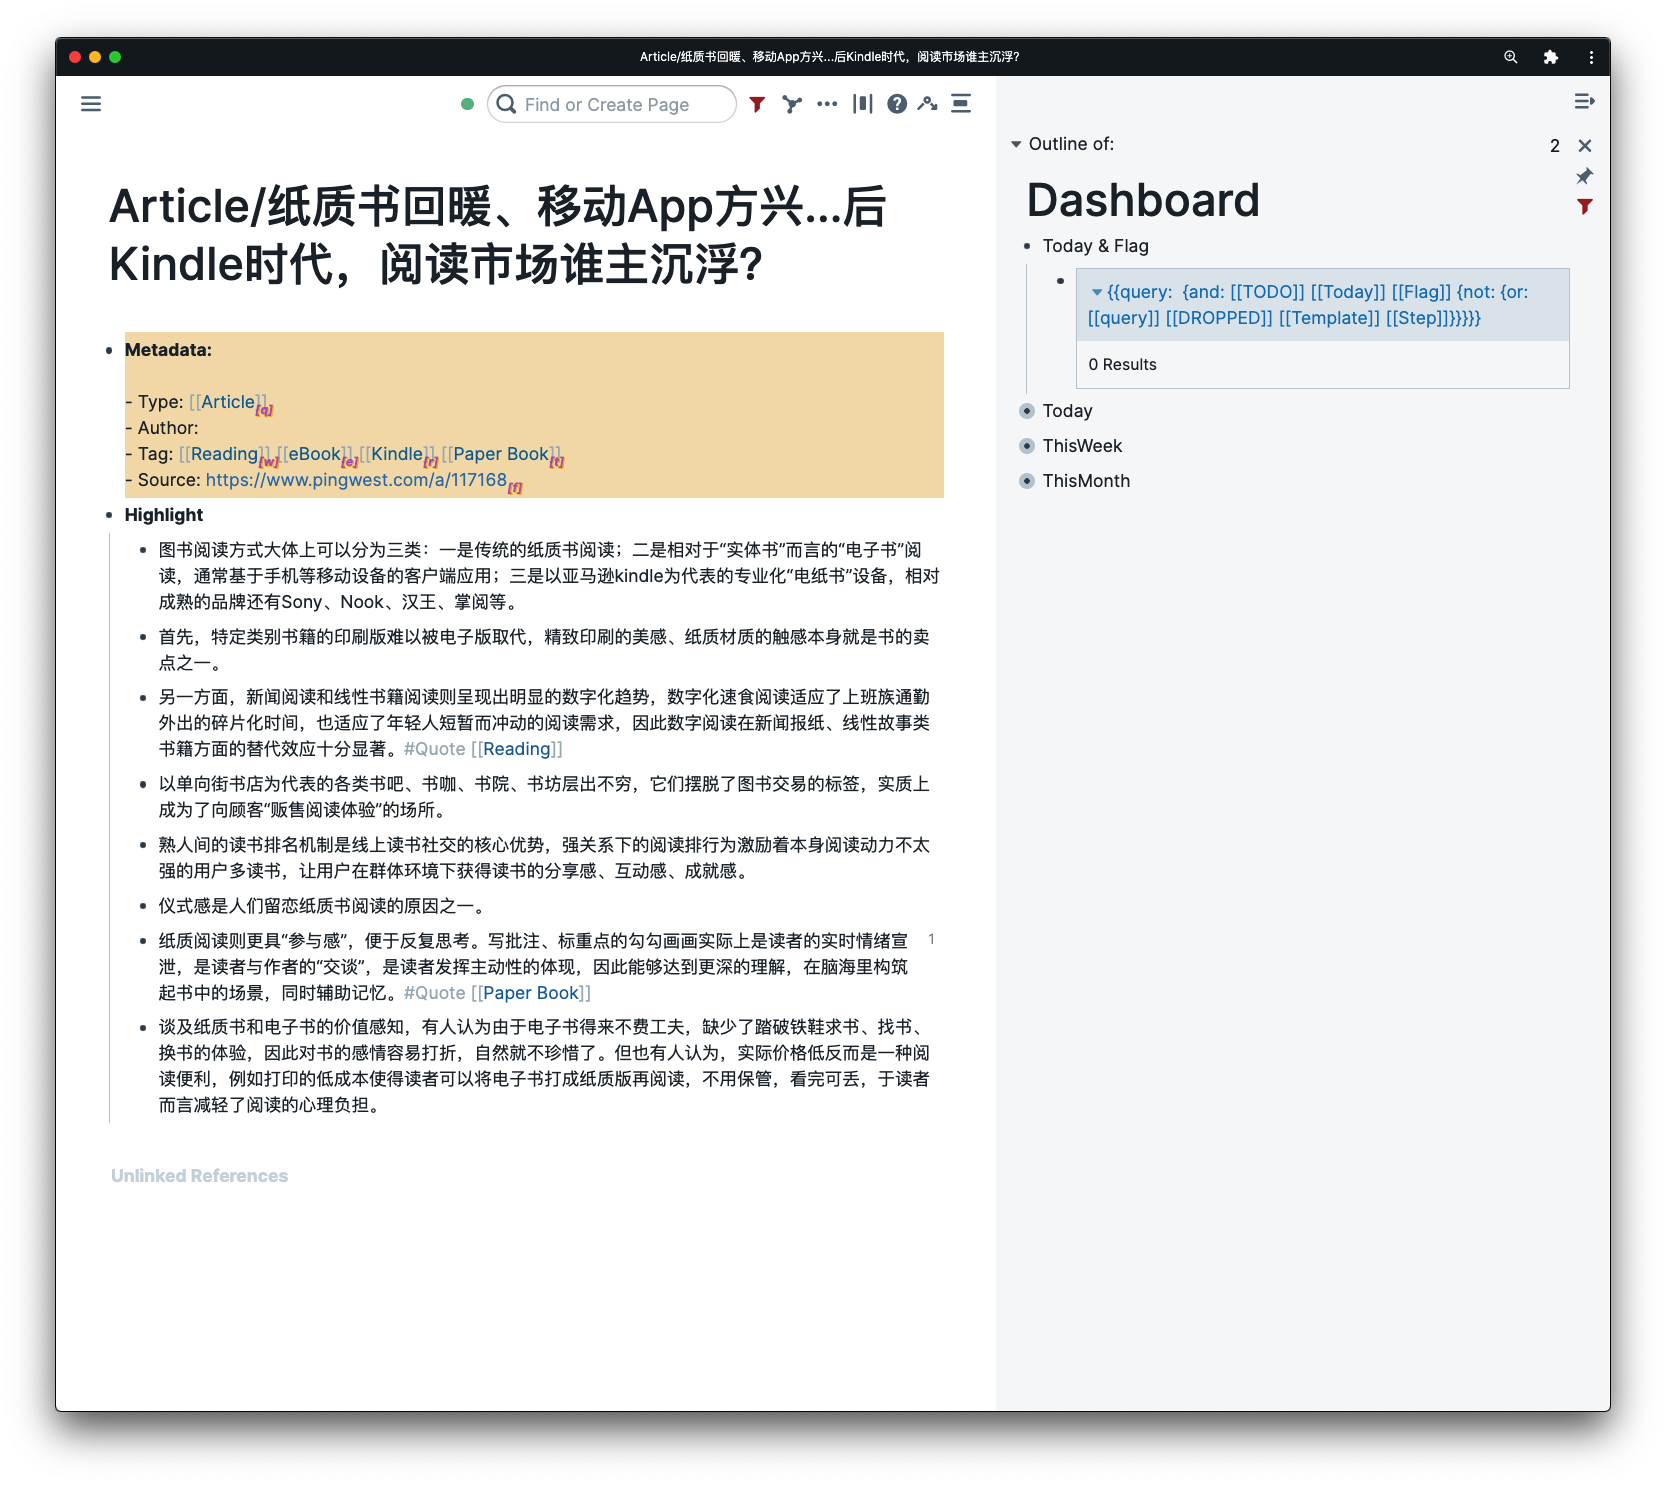 Article/纸质书回暖、移动App方兴...后Kindle时代，阅读市场谁主沉浮?
Find or Create Page
Article/纸质书回暖、移动App方兴...后
Kindle时代，阅读市场谁主沉浮?
Metadata:
- Type: [[Article]] [q]
- Author:
- Tag: [[Reading]] [w] [[eBook]] [e] [[Kindle]] [r] [[Paper Book]] [t]
- Source: https://www.pingwest.com/a/117168 [f]
Highlight
图书阅读方式大体上可以分为三类：一是传统的纸质书阅读；二是相对于“实体书”而言的“电子书”阅
读，通常基于手机等移动设备的客户端应用；三是以亚马逊kindle为代表的专业化“电纸书”设备，相对
成熟的品牌还有Sony、Nook、汉王、掌阅等。
首先，特定类别书籍的印刷版难以被电子版取代，精致印刷的美感、纸质材质的触感本身就是书的卖
点之一。
另一方面，新闻阅读和线性书籍阅读则呈现出明显的数字化趋势，数字化速食阅读适应了上班族通勤
外出的碎片化时间，也适应了年轻人短暂而冲动的阅读需求，因此数字阅读在新闻报纸、线性故事类
书籍方面的替代效应十分显著。#Quote [[Reading]]
以单向街书店为代表的各类书吧、书咖、书院、书坊层出不穷，它们摆脱了图书交易的标签，实质上
成为了向顾客“贩售阅读体验”的场所。
熟人间的读书排名机制是线上读书社交的核心优势，强关系下的阅读排行为激励着本身阅读动力不太
强的用户多读书，让用户在群体环境下获得读书的分享感、互动感、成就感。
仪式感是人们留恋纸质书阅读的原因之一。
纸质阅读则更具“参与感”，便于反复思考。写批注、标重点的勾勾画画实际上是读者的实时情绪宣 1
泄，是读者与作者的“交谈”，是读者发挥主动性的体现，因此能够达到更深的理解，在脑海里构筑
起书中的场景，同时辅助记忆。#Quote [[Paper Book]]
谈及纸质书和电子书的价值感知，有人认为由于电子书得来不费工夫，缺少了踏破铁鞋求书、找书、
换书的体验，因此对书的感情容易打折，自然就不珍惜了。但也有人认为，实际价格低反而是一种阅
读便利，例如打印的低成本使得读者可以将电子书打成纸质版再阅读，不用保管，看完可丢，于读者
而言减轻了阅读的心理负担。
Unlinked References
Outline of: 2
Dashboard
Today & Flag
{{query: {and: [[TODO]] [[Today]] [[Flag]] {not: {or:
[[query]] [[DROPPED]] [[Template]] [[Step]]}}}}}
0 Results
Today
ThisWeek
ThisMonth